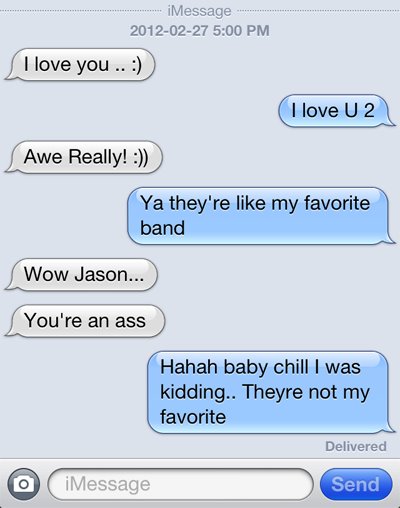 iMessage
2012-02-27 5:00 PM
I love you .. :)
I love U 2
Awe Really! :))
Ya they're like my favorite
band
Wow Jason...
You're an ass
Hahah baby chill I was
kidding.. Theyre not my
favorite
Delivered
iMessage
Send